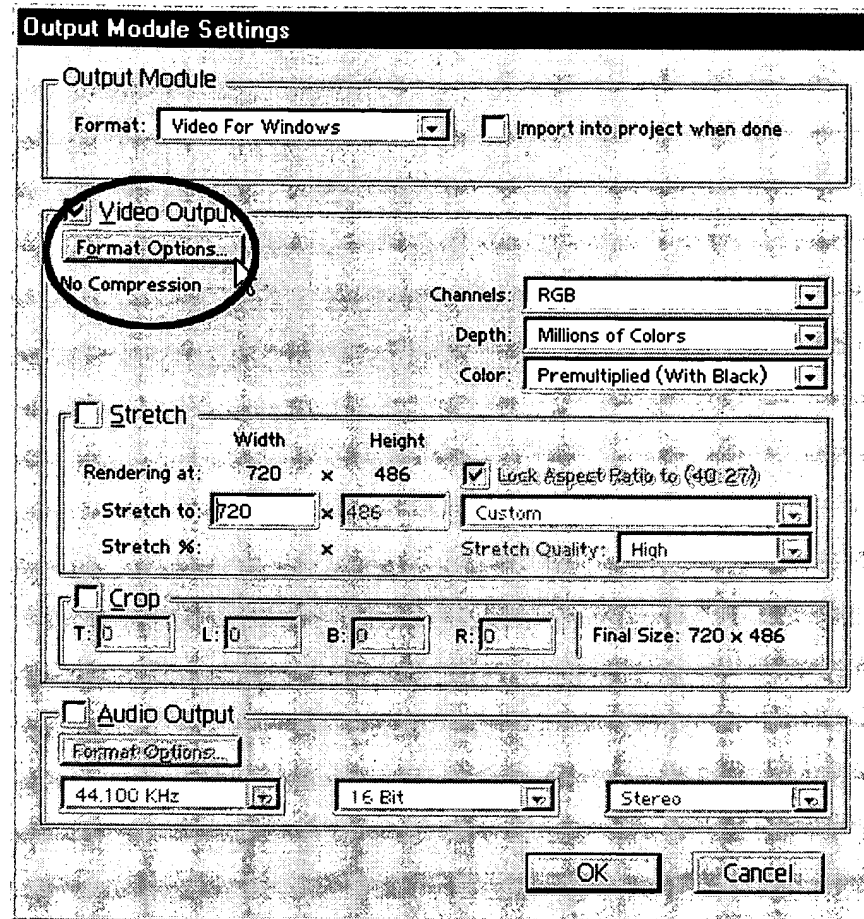 Output Module Settings
Output Module
Format: Video For Windows Import into project when done
Video Output
Format Options...
No Compression
Channels: RGB
Depth: Millions of Colors
Color: Premultiplied (With Black)
Stretch
Width Height
Rendering at: 720 x 486 Lock Aspect Ratio to (40:27)
Stretch to: 720 x 486 Custom
Stretch %: x Stretch Quality: High
Crop
T: 0 L: 0 B: 0 R: 0 Final Size: 720 x 486
Audio Output
Format Options...
44.100 KHz 16 Bit Stereo
OK Cancel